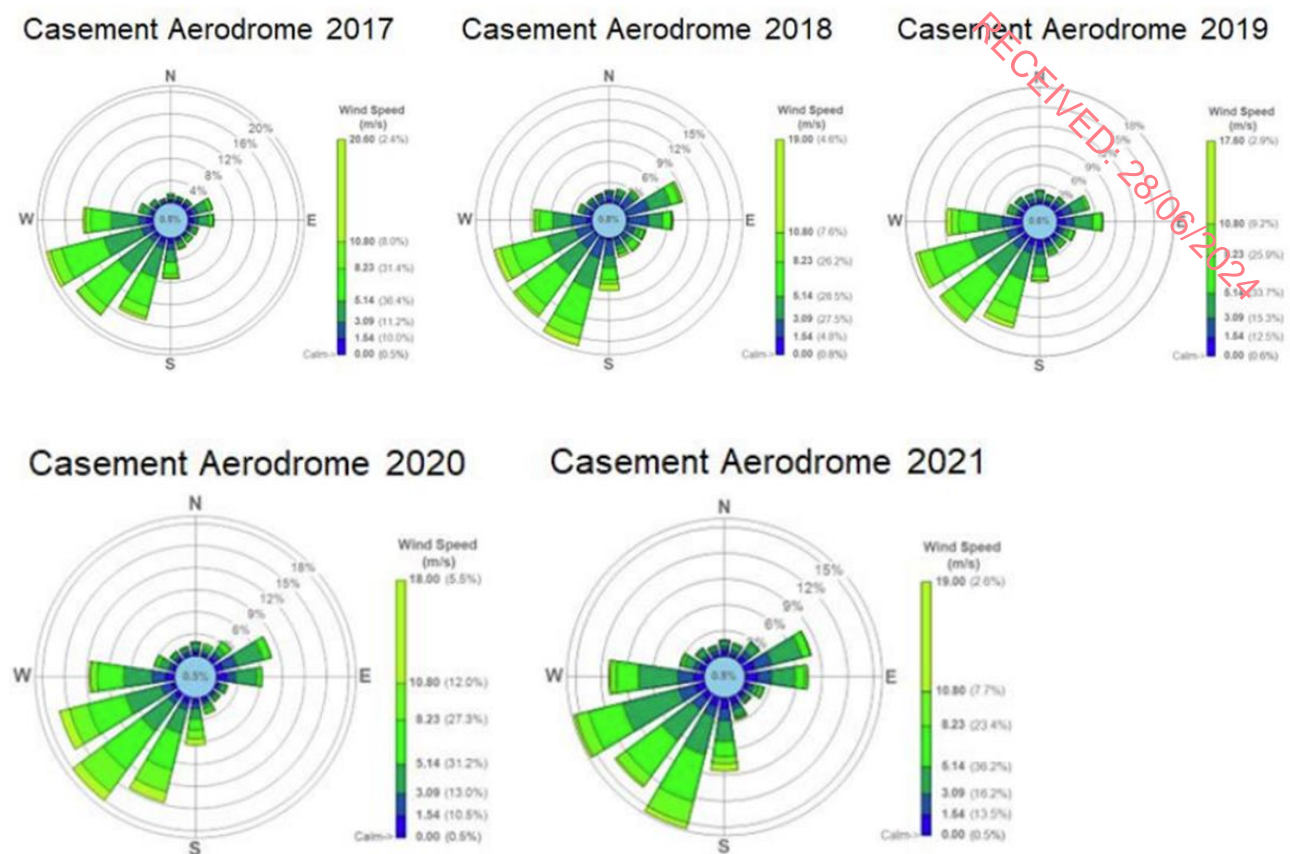 Casement Aerodrome 2017
N
Wind Speed
(m/s)
20.60 (2.4%)
20%
16%
12%
8%
4%
W
0.5%
E
10.80 (8.0%)
8.23 (31.4%)
5.14 (36.4%)
3.09 (11.2%)
1.54 (10.0%)
Calm-> 0.00 (0.5%)
S
Casement Aerodrome 2018
N
Wind Speed
(m/s)
19.00 (4.6%)
15%
12%
9%
6%
W
0.8%
E
10.80 (7.6%)
8.23 (26.2%)
5.14 (28.5%)
3.09 (27.5%)
1.54 (4.8%)
Calm-> 0.00 (0.8%)
S
Casement Aerodrome 2019
RECEIVED: 28/06/2024
N
Wind Speed
(m/s)
17.60 (2.9%)
18%
9%
6%
W
0.6%
E
10.80 (9.2%)
8.23 (25.9%)
5.14 (33.7%)
3.09 (15.3%)
1.54 (12.5%)
Calm-> 0.00 (0.6%)
S
Casement Aerodrome 2020
N
Wind Speed
(m/s)
18.00 (5.5%)
18%
15%
12%
9%
6%
W
0.5%
E
10.80 (12.0%)
8.23 (27.3%)
5.14 (31.2%)
3.09 (13.0%)
1.54 (10.5%)
Calm-> 0.00 (0.5%)
S
Casement Aerodrome 2021
N
Wind Speed
(m/s)
19.00 (2.6%)
15%
12%
9%
6%
W
0.5%
E
10.80 (7.7%)
8.23 (23.4%)
5.14 (36.2%)
3.09 (16.2%)
1.54 (13.5%)
Calm-> 0.00 (0.5%)
S